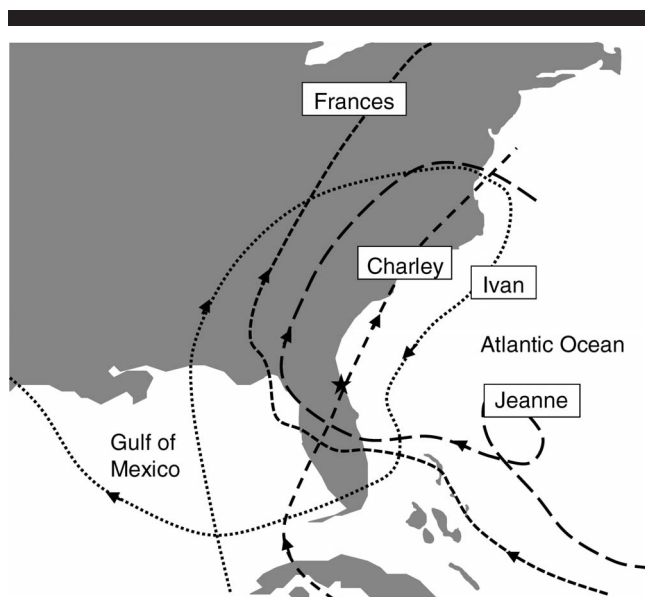 Frances
Charley
Ivan
Atlantic Ocean
Jeanne
Gulf of
Mexico